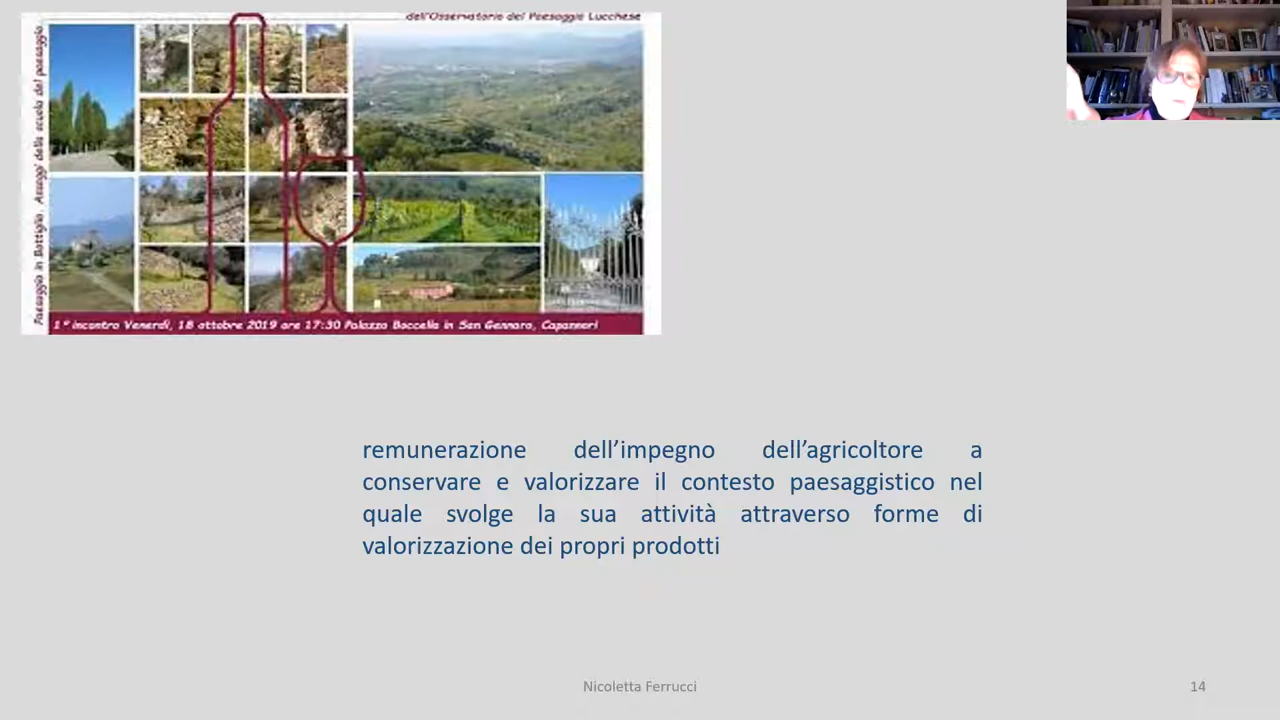 dell'Osservatorio del Paesaggio Lucchese
Paesaggio in Bottiglia. Assaggi della scuola del paesaggio
1° incontro Venerdì, 18 ottobre 2019 ore 17:30 Palazzo Boccella in San Gennaro, Capannori
remunerazione dell’impegno dell’agricoltore a
conservare e valorizzare il contesto paesaggistico nel
quale svolge la sua attività attraverso forme di
valorizzazione dei propri prodotti
Nicoletta Ferrucci
14